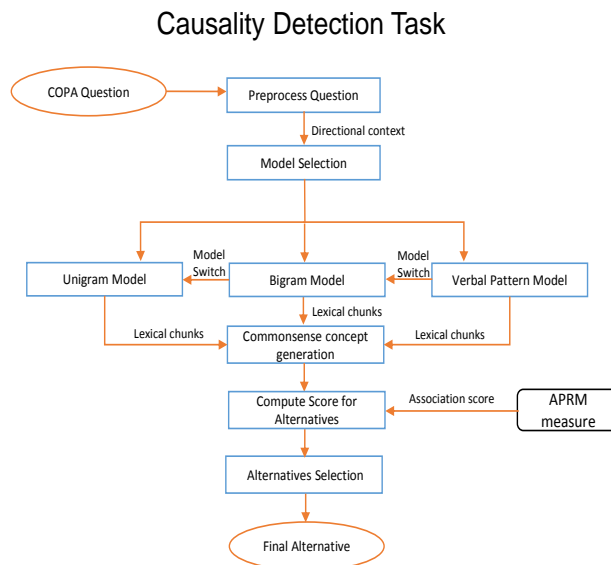 Causality Detection Task
COPA Question
Preprocess Question
Directional context
Model Selection
Model
Switch
Model
Switch
Unigram Model
Bigram Model
Verbal Pattern Model
Lexical chunks
Lexical chunks
Lexical chunks
Commonsense concept
generation
Compute Score for
Alternatives
Association score
APRM
measure
Alternatives Selection
Final Alternative